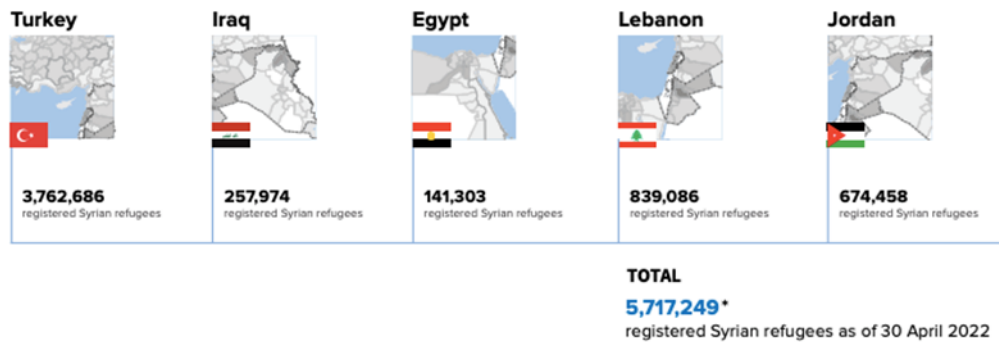 Turkey
Iraq
Egypt
Lebanon
Jordan
3,762,686
registered Syrian refugees
257,974
registered Syrian refugees
141,303
registered Syrian refugees
839,086
registered Syrian refugees
674,458
registered Syrian refugees
TOTAL
5,717,249*
registered Syrian refugees as of 30 April 2022